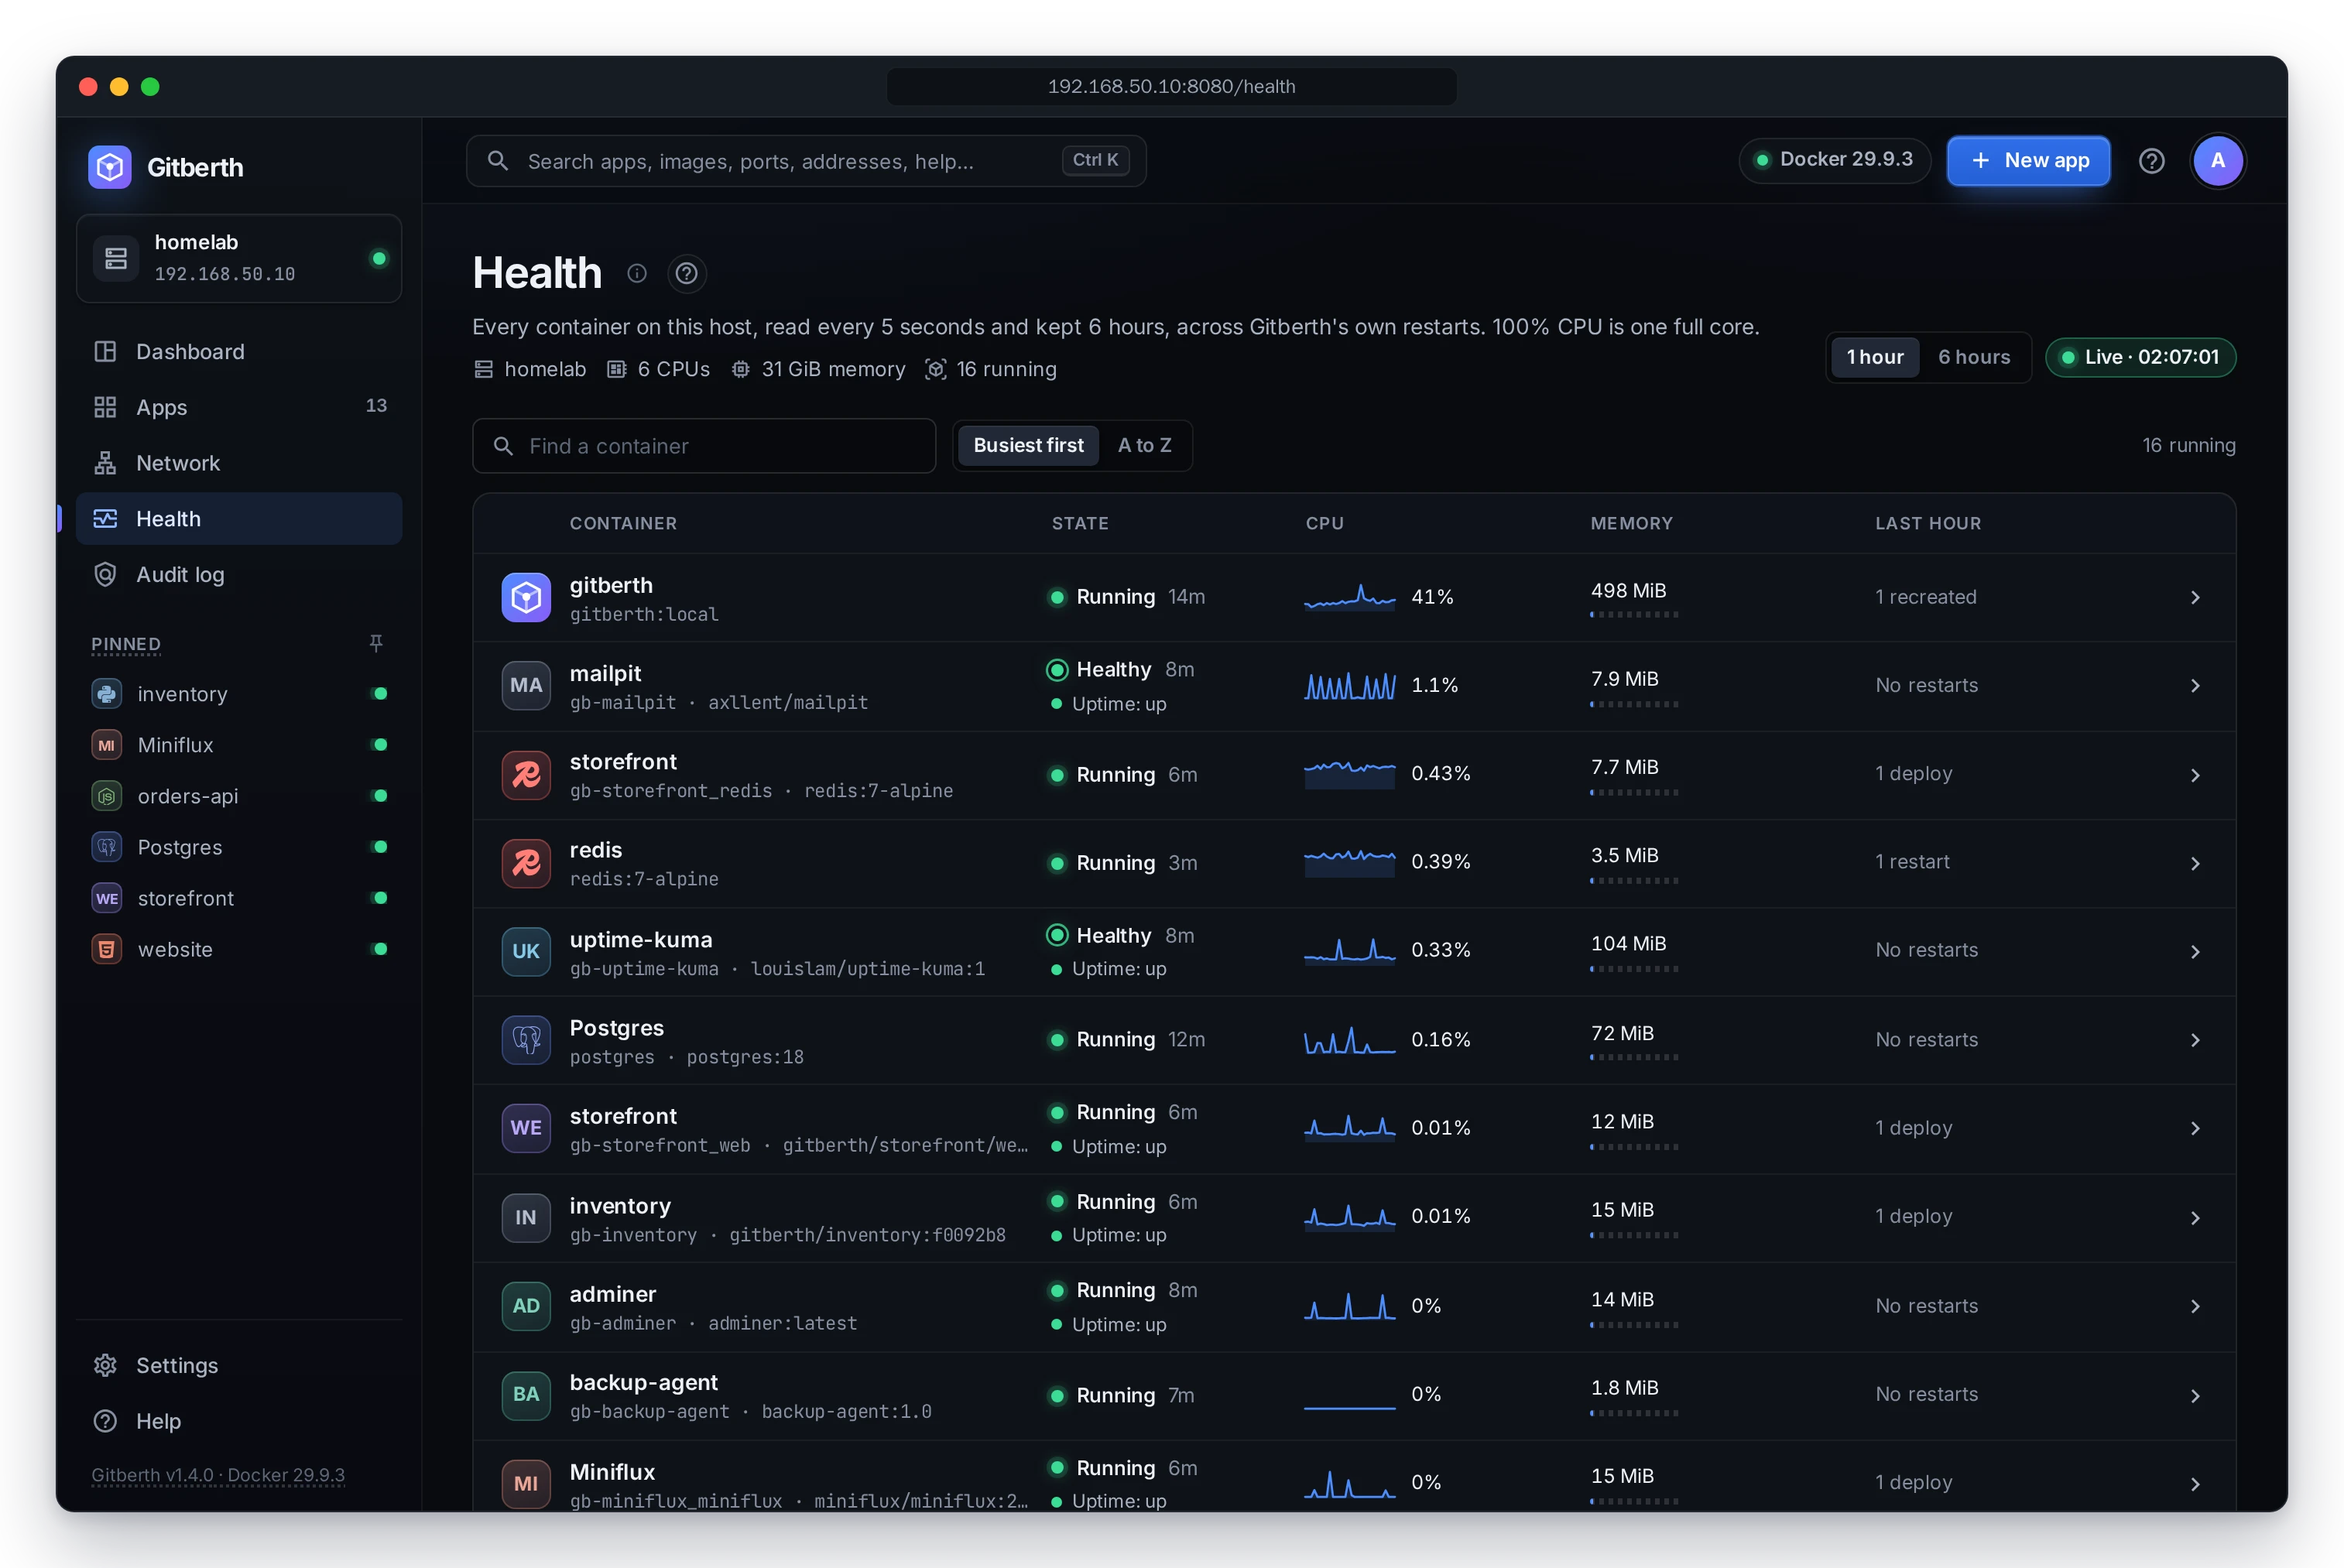 192.168.50.10:8080/health
Gitberth
Search apps, images, ports, addresses, help...
Ctrl K
Docker 29.9.3
New app
A
homelab
192.168.50.10
Dashboard
Apps 13
Network
Health
Audit log
PINNED
inventory
MI Miniflux
orders-api
Postgres
WE storefront
website
Settings
Help
Gitberth v1.4.0 · Docker 29.9.3
Health
Every container on this host, read every 5 seconds and kept 6 hours, across Gitberth's own restarts. 100% CPU is one full core.
homelab 6 CPUs 31 GiB memory 16 running
1 hour 6 hours Live · 02:07:01
Find a container
Busiest first A to Z
16 running
CONTAINER STATE CPU MEMORY LAST HOUR
gitberth
gitberth:local
Running 14m
41%
498 MiB
1 recreated
MA
mailpit
gb-mailpit · axllent/mailpit
Healthy 8m
Uptime: up
1.1%
7.9 MiB
No restarts
storefront
gb-storefront_redis · redis:7-alpine
Running 6m
0.43%
7.7 MiB
1 deploy
redis
redis:7-alpine
Running 3m
0.39%
3.5 MiB
1 restart
UK
uptime-kuma
gb-uptime-kuma · louislam/uptime-kuma:1
Healthy 8m
Uptime: up
0.33%
104 MiB
No restarts
Postgres
postgres · postgres:18
Running 12m
0.16%
72 MiB
No restarts
WE
storefront
gb-storefront_web · gitberth/storefront/we…
Running 6m
Uptime: up
0.01%
12 MiB
1 deploy
IN
inventory
gb-inventory · gitberth/inventory:f0092b8
Running 6m
Uptime: up
0.01%
15 MiB
1 deploy
AD
adminer
gb-adminer · adminer:latest
Running 8m
Uptime: up
0%
14 MiB
No restarts
BA
backup-agent
gb-backup-agent · backup-agent:1.0
Running 7m
0%
1.8 MiB
No restarts
MI
Miniflux
gb-miniflux_miniflux · miniflux/miniflux:2…
Running 6m
Uptime: up
0%
15 MiB
1 deploy